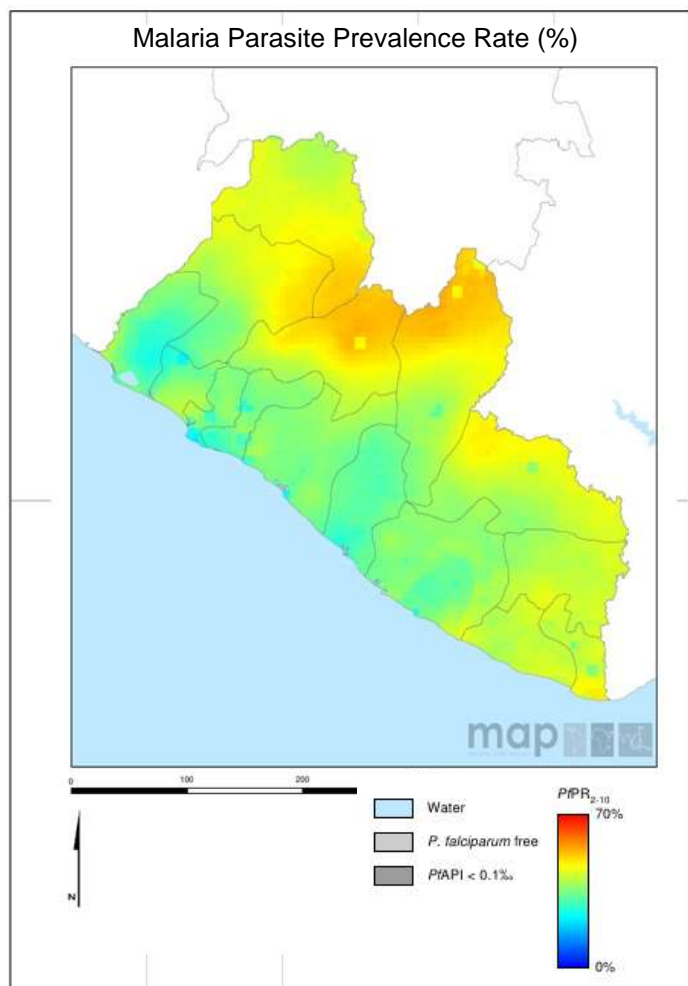 Malaria Parasite Prevalence Rate (%)
map
0 100 200
N
Water
P. falciparum free
PfAPI < 0.1‰
PfPR2-10
70%
0%